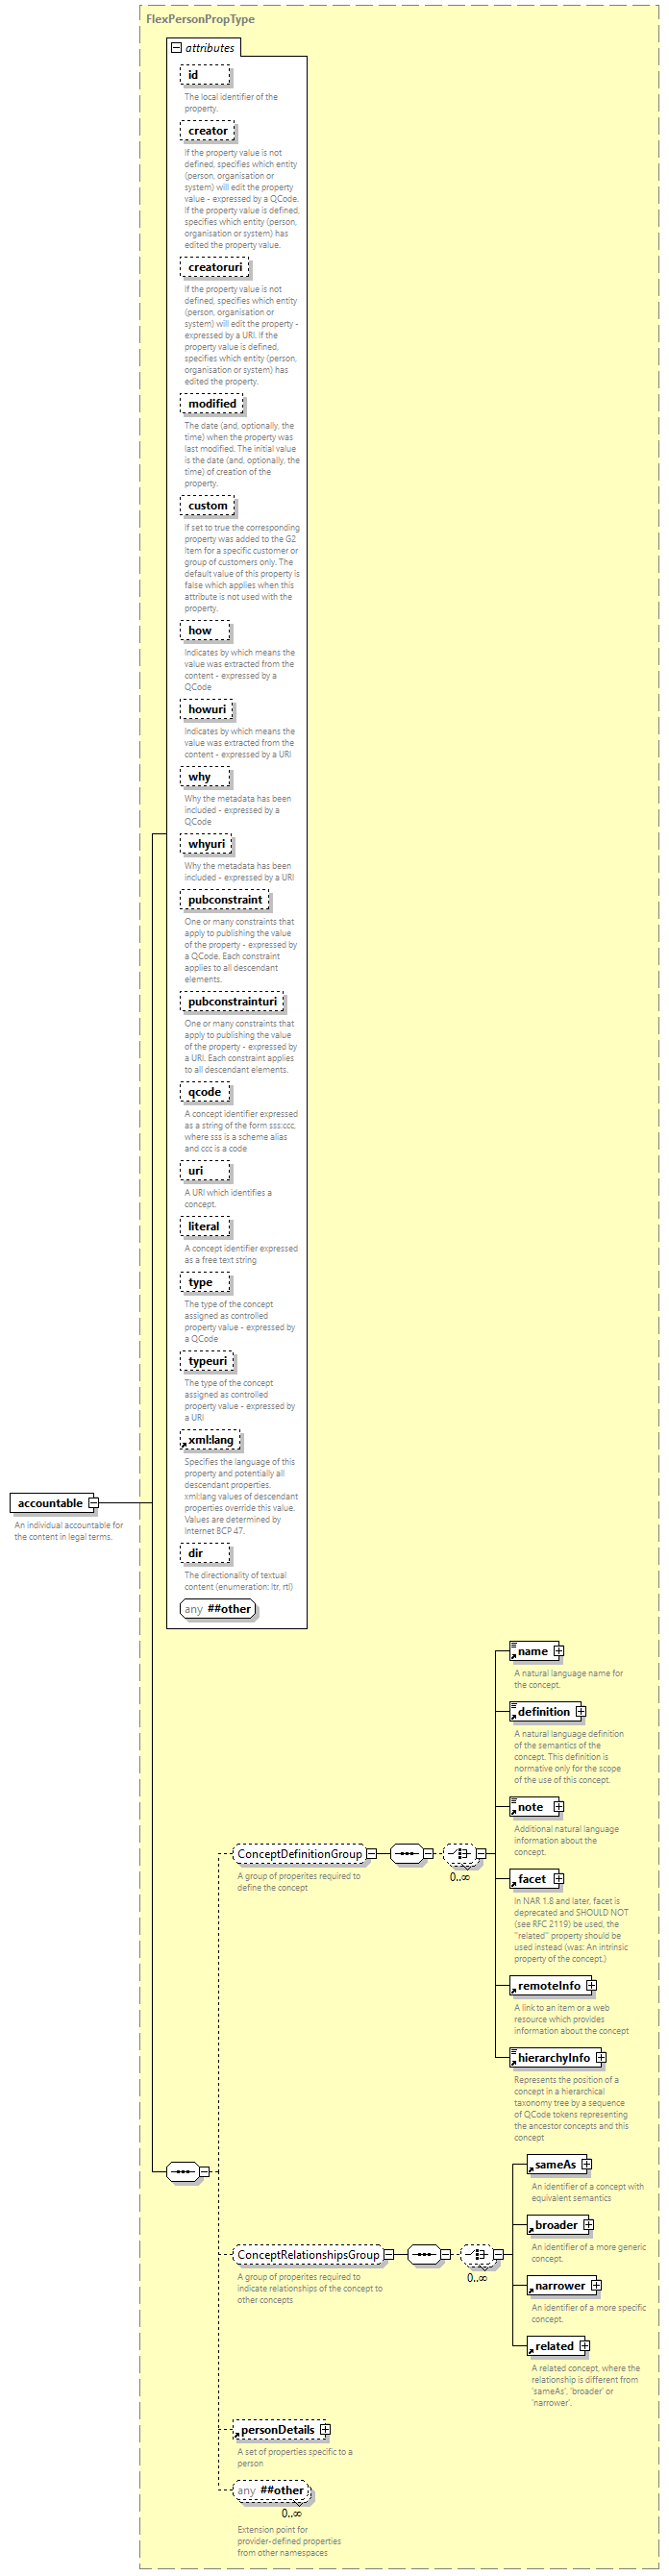 FlexPersonPropType
attributes
id
The local identifier of the
property.
creator
If the property value is not
defined, specifies which entity
(person, organisation or
system) will edit the property
value - expressed by a QCode.
If the property value is defined,
specifies which entity (person,
organisation or system) has
edited the property value.
creatoruri
If the property value is not
defined, specifies which entity
(person, organisation or
system) will edit the property -
expressed by a URI. If the
property value is defined,
specifies which entity (person,
organisation or system) has
edited the property.
modified
The date (and, optionally, the
time) when the property was
last modified. The initial value
is the date (and, optionally, the
time) of creation of the
property.
custom
If set to true the corresponding
property was added to the G2
Item for a specific customer or
group of customers only. The
default value of this property is
false which applies when this
attribute is not used with the
property.
how
Indicates by which means the
value was extracted from the
content - expressed by a
QCode
howuri
Indicates by which means the
value was extracted from the
content - expressed by a URI
why
Why the metadata has been
included - expressed by a
QCode
whyuri
Why the metadata has been
included - expressed by a URI
pubconstraint
One or many constraints that
apply to publishing the value
of the property - expressed by
a QCode. Each constraint
applies to all descendant
elements.
pubconstrainturi
One or many constraints that
apply to publishing the value
of the property - expressed by
a URI. Each constraint applies
to all descendant elements.
qcode
A concept identifier expressed
as a string of the form sss:ccc,
where sss is a scheme alias
and ccc is a code
uri
A URI which identifies a
concept.
literal
A concept identifier expressed
as a free text string
type
The type of the concept
assigned as controlled
property value - expressed by
a QCode
typeuri
The type of the concept
assigned as controlled
property value - expressed by
a URI
xml:lang
Specifies the language of this
property and potentially all
descendant properties.
xml:lang values of descendant
properties override this value.
Values are determined by
Internet BCP 47.
dir
The directionality of textual
content (enumeration: ltr, rtl)
any ##other
accountable
An individual accountable for
the content in legal terms.
ConceptDefinitionGroup
A group of properites required to
define the concept
0..∞
name
A natural language name for
the concept.
definition
A natural language definition
of the semantics of the
concept. This definition is
normative only for the scope
of the use of this concept.
note
Additional natural language
information about the
concept.
facet
In NAR 1.8 and later, facet is
deprecated and SHOULD NOT
(see RFC 2119) be used, the
"related" property should be
used instead (was: An intrinsic
property of the concept.)
remoteInfo
A link to an item or a web
resource which provides
information about the concept
hierarchyInfo
Represents the position of a
concept in a hierarchical
taxonomy tree by a sequence
of QCode tokens representing
the ancestor concepts and this
concept
ConceptRelationshipsGroup
A group of properites required to
indicate relationships of the concept to
other concepts
0..∞
sameAs
An identifier of a concept with
equivalent semantics
broader
An identifier of a more generic
concept.
narrower
An identifier of a more specific
concept.
related
A related concept, where the
relationship is different from
'sameAs', 'broader' or
'narrower'.
personDetails
A set of properties specific to a
person
any ##other
0..∞
Extension point for
provider-defined properties
from other namespaces